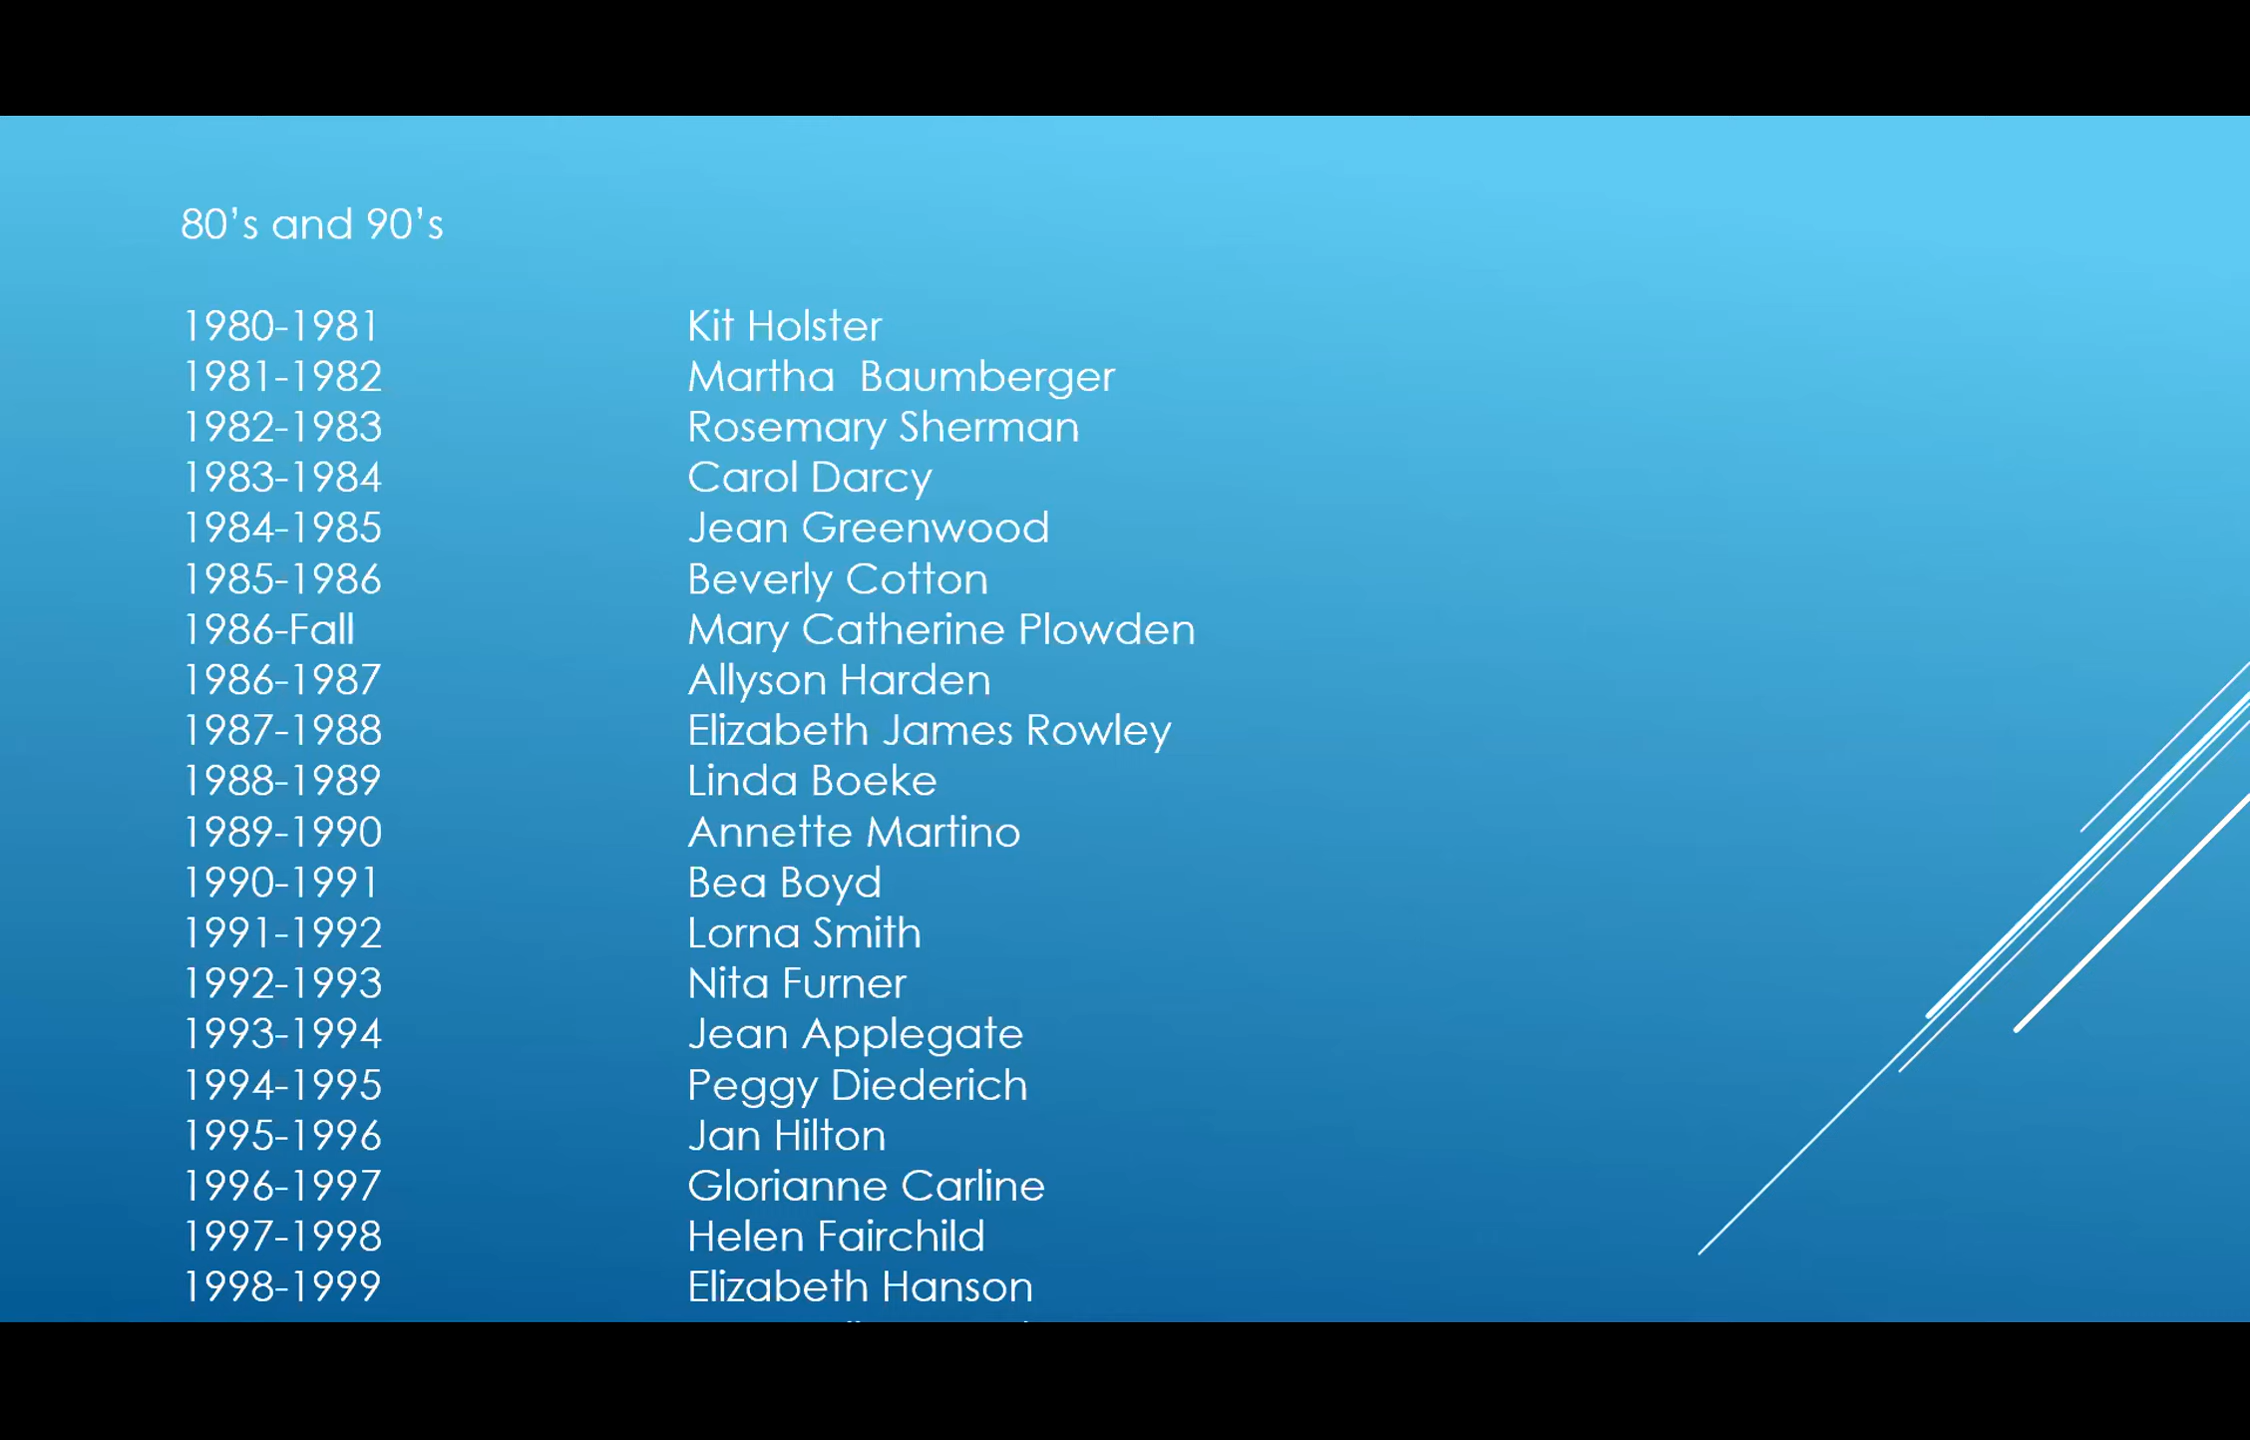 80’s and 90’s
1980-1981 Kit Holster
1981-1982 Martha  Baumberger
1982-1983 Rosemary Sherman
1983-1984 Carol Darcy
1984-1985 Jean Greenwood
1985-1986 Beverly Cotton
1986-Fall Mary Catherine Plowden
1986-1987 Allyson Harden
1987-1988 Elizabeth James Rowley
1988-1989 Linda Boeke
1989-1990 Annette Martino
1990-1991 Bea Boyd
1991-1992 Lorna Smith
1992-1993 Nita Furner
1993-1994 Jean Applegate
1994-1995 Peggy Diederich
1995-1996 Jan Hilton
1996-1997 Glorianne Carline
1997-1998 Helen Fairchild
1998-1999 Elizabeth Hanson